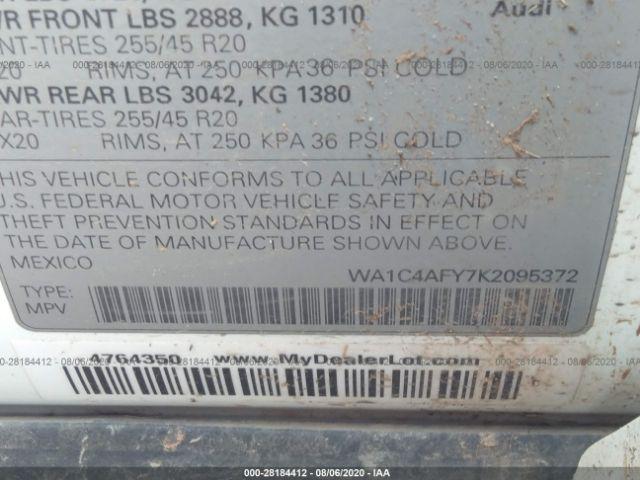 WR FRONT LBS 2888, KG 1310
Audi
NT-TIRES 255/45 R20
20 RIMS, AT 250 KPA 36 PSI COLD
WR REAR LBS 3042, KG 1380
AR-TIRES 255/45 R20
X20 RIMS, AT 250 KPA 36 PSI COLD
HIS VEHICLE CONFORMS TO ALL APPLICABLE
U.S. FEDERAL MOTOR VEHICLE SAFETY AND
THEFT PREVENTION STANDARDS IN EFFECT ON
THE DATE OF MANUFACTURE SHOWN ABOVE.
MEXICO
WA1C4AFY7K2095372
TYPE:
MPV
4764350 www.MyDealerLot.com
000-28184412 - 08/06/2020 - IAA